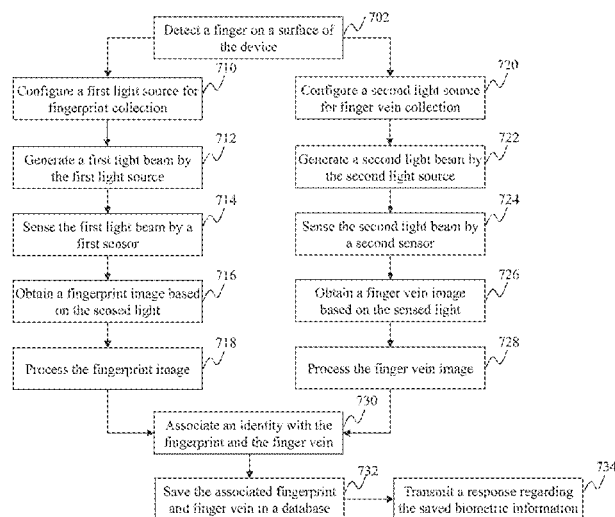 702
Detect a finger on a surface of
the device
710
720
Configure a first light source for
fingerprint collection
Configure a second light source
for finger vein collection
712
722
Generate a first light beam by
the first light source
Generate a second light beam by
the second light source
714
724
Sense the first light beam by a
first sensor
Sense the second light beam by
a second sensor
716
726
Obtain a fingerprint image based
on the sensed light
Obtain a finger vein image
based on the sensed light
718
728
Process the fingerprint image
Process the finger vein image
730
Associate an identity with the
fingerprint and the finger vein
732
734
Save the associated fingerprint
and finger vein in a database
Transmit a response regarding
the saved biometric information